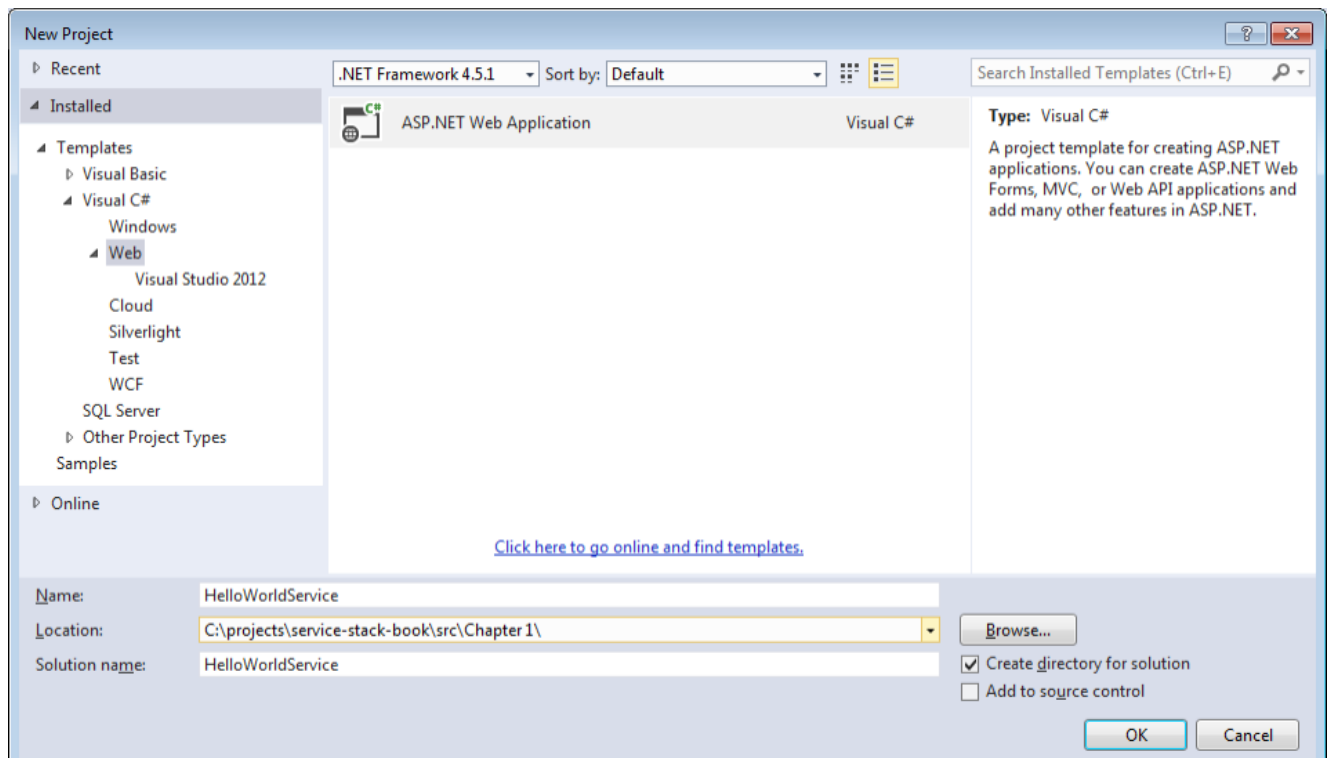 New Project
Recent
.NET Framework 4.5.1 Sort by: Default Search Installed Templates (Ctrl+E)
Installed
C#
ASP.NET Web Application Visual C#
Type: Visual C#
A project template for creating ASP.NET
applications. You can create ASP.NET Web
Forms, MVC, or Web API applications and
add many other features in ASP.NET.
Templates
Visual Basic
Visual C#
Windows
Web
Visual Studio 2012
Cloud
Silverlight
Test
WCF
SQL Server
Other Project Types
Samples
Online
Click here to go online and find templates.
Name: HelloWorldService
Location: C:\projects\service-stack-book\src\Chapter 1\ Browse...
Solution name: HelloWorldService Create directory for solution
Add to source control
OK Cancel